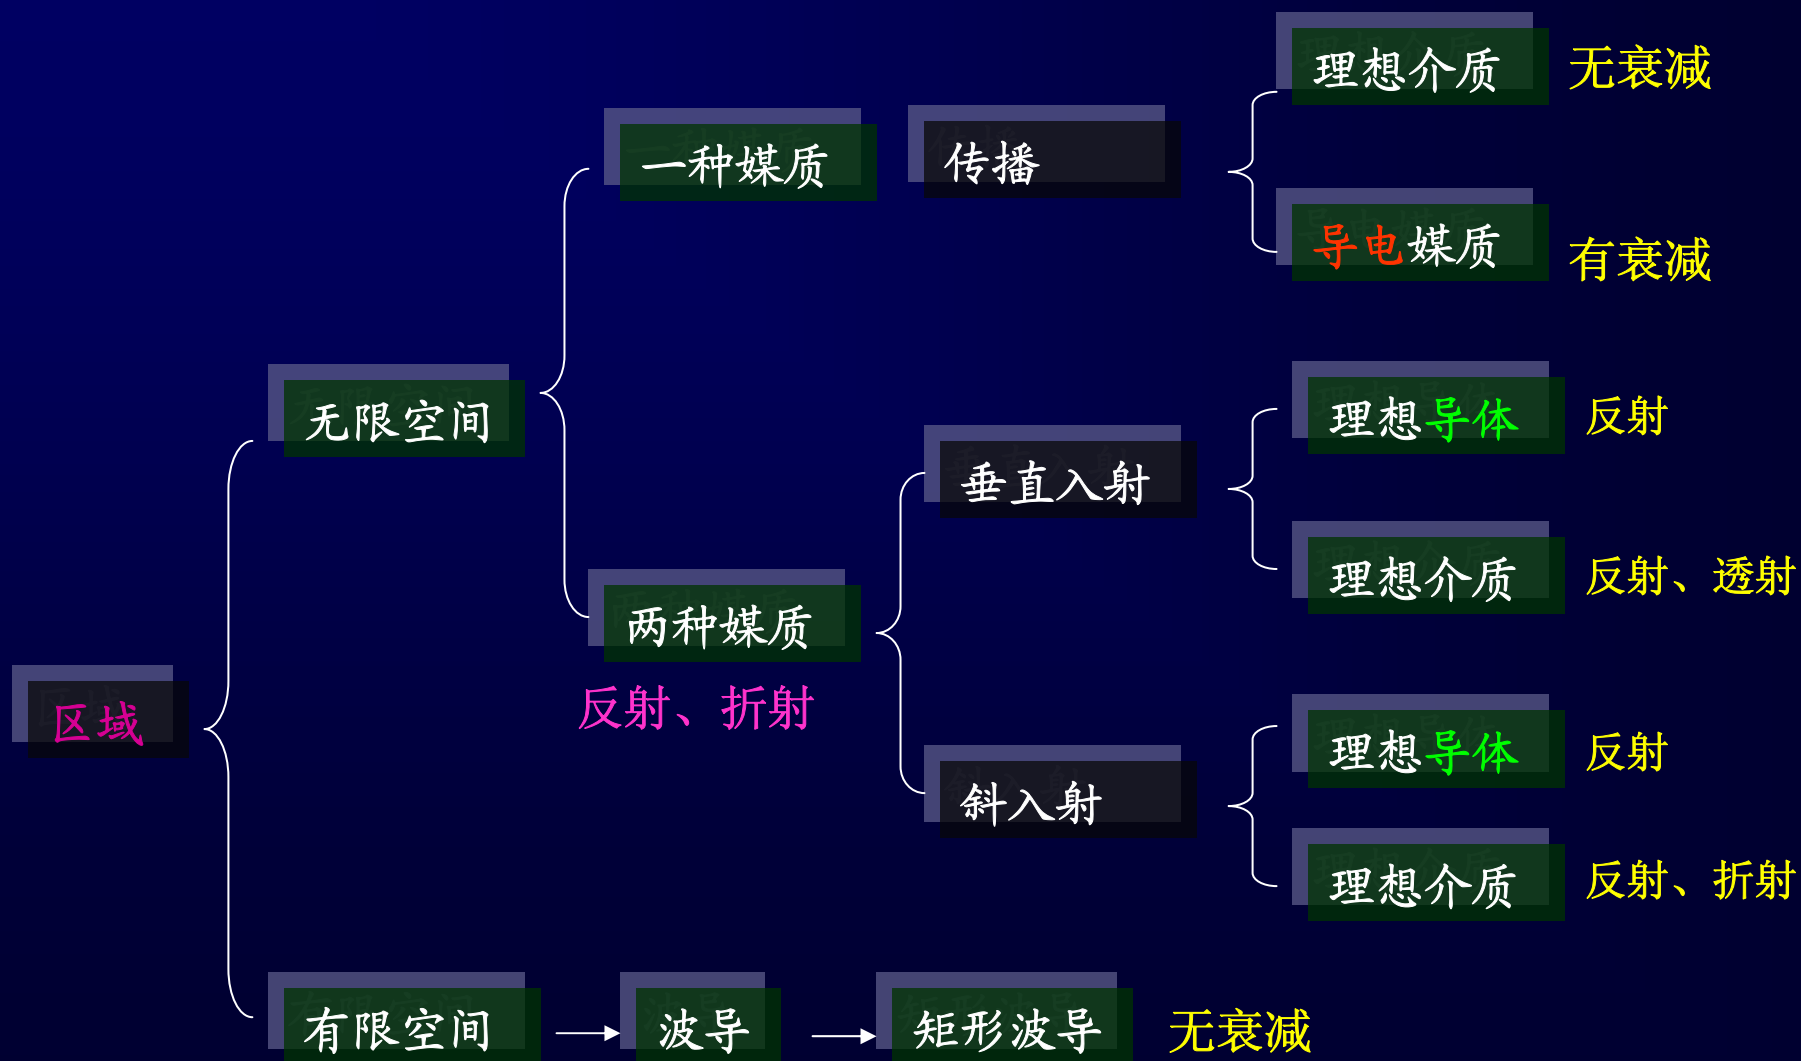 理想介质 无衰减
一种媒质 传播
导电媒质 有衰减
无限空间
理想导体 反射
垂直入射
理想介质 反射、透射
两种媒质
反射、折射
区域
理想导体 反射
斜入射
理想介质 反射、折射
有限空间 波导 矩形波导 无衰减